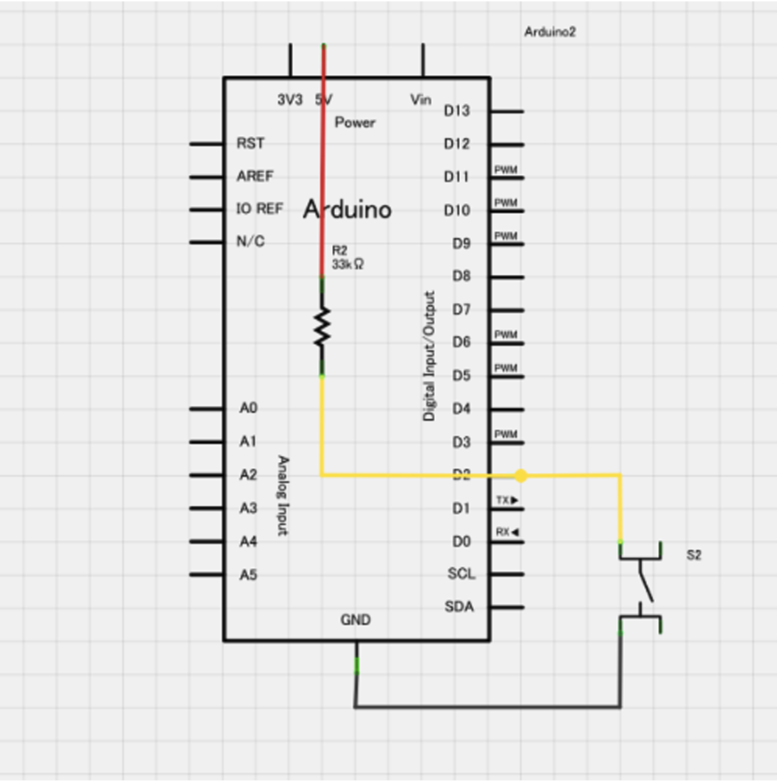 Arduino2
3V3 5V Vin
Power
D13
RST D12
AREF D11 PWM
IO REF Arduino D10 PWM
N/C D9 PWM
R2
33kΩ
D8
D7
D6 PWM
D5 PWM
Digital Input/Output
A0 D4
A1 D3 PWM
A2 D2
Analog Input
A3 D1 TX▶
A4 D0 RX◀
S2
A5 SCL
SDA
GND